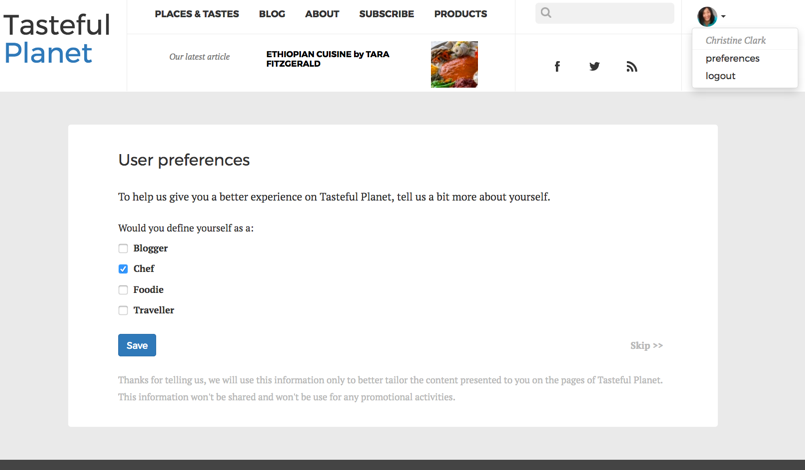 Tasteful
Planet
PLACES & TASTES BLOG ABOUT SUBSCRIBE PRODUCTS
Our latest article
ETHIOPIAN CUISINE by TARA
FITZGERALD
Christine Clark
preferences
logout
User preferences
To help us give you a better experience on Tasteful Planet, tell us a bit more about yourself.
Would you define yourself as a:
Blogger
Chef
Foodie
Traveller
Save
Skip >>
Thanks for telling us, we will use this information only to better tailor the content presented to you on the pages of Tasteful Planet.
This information won't be shared and won't be use for any promotional activities.